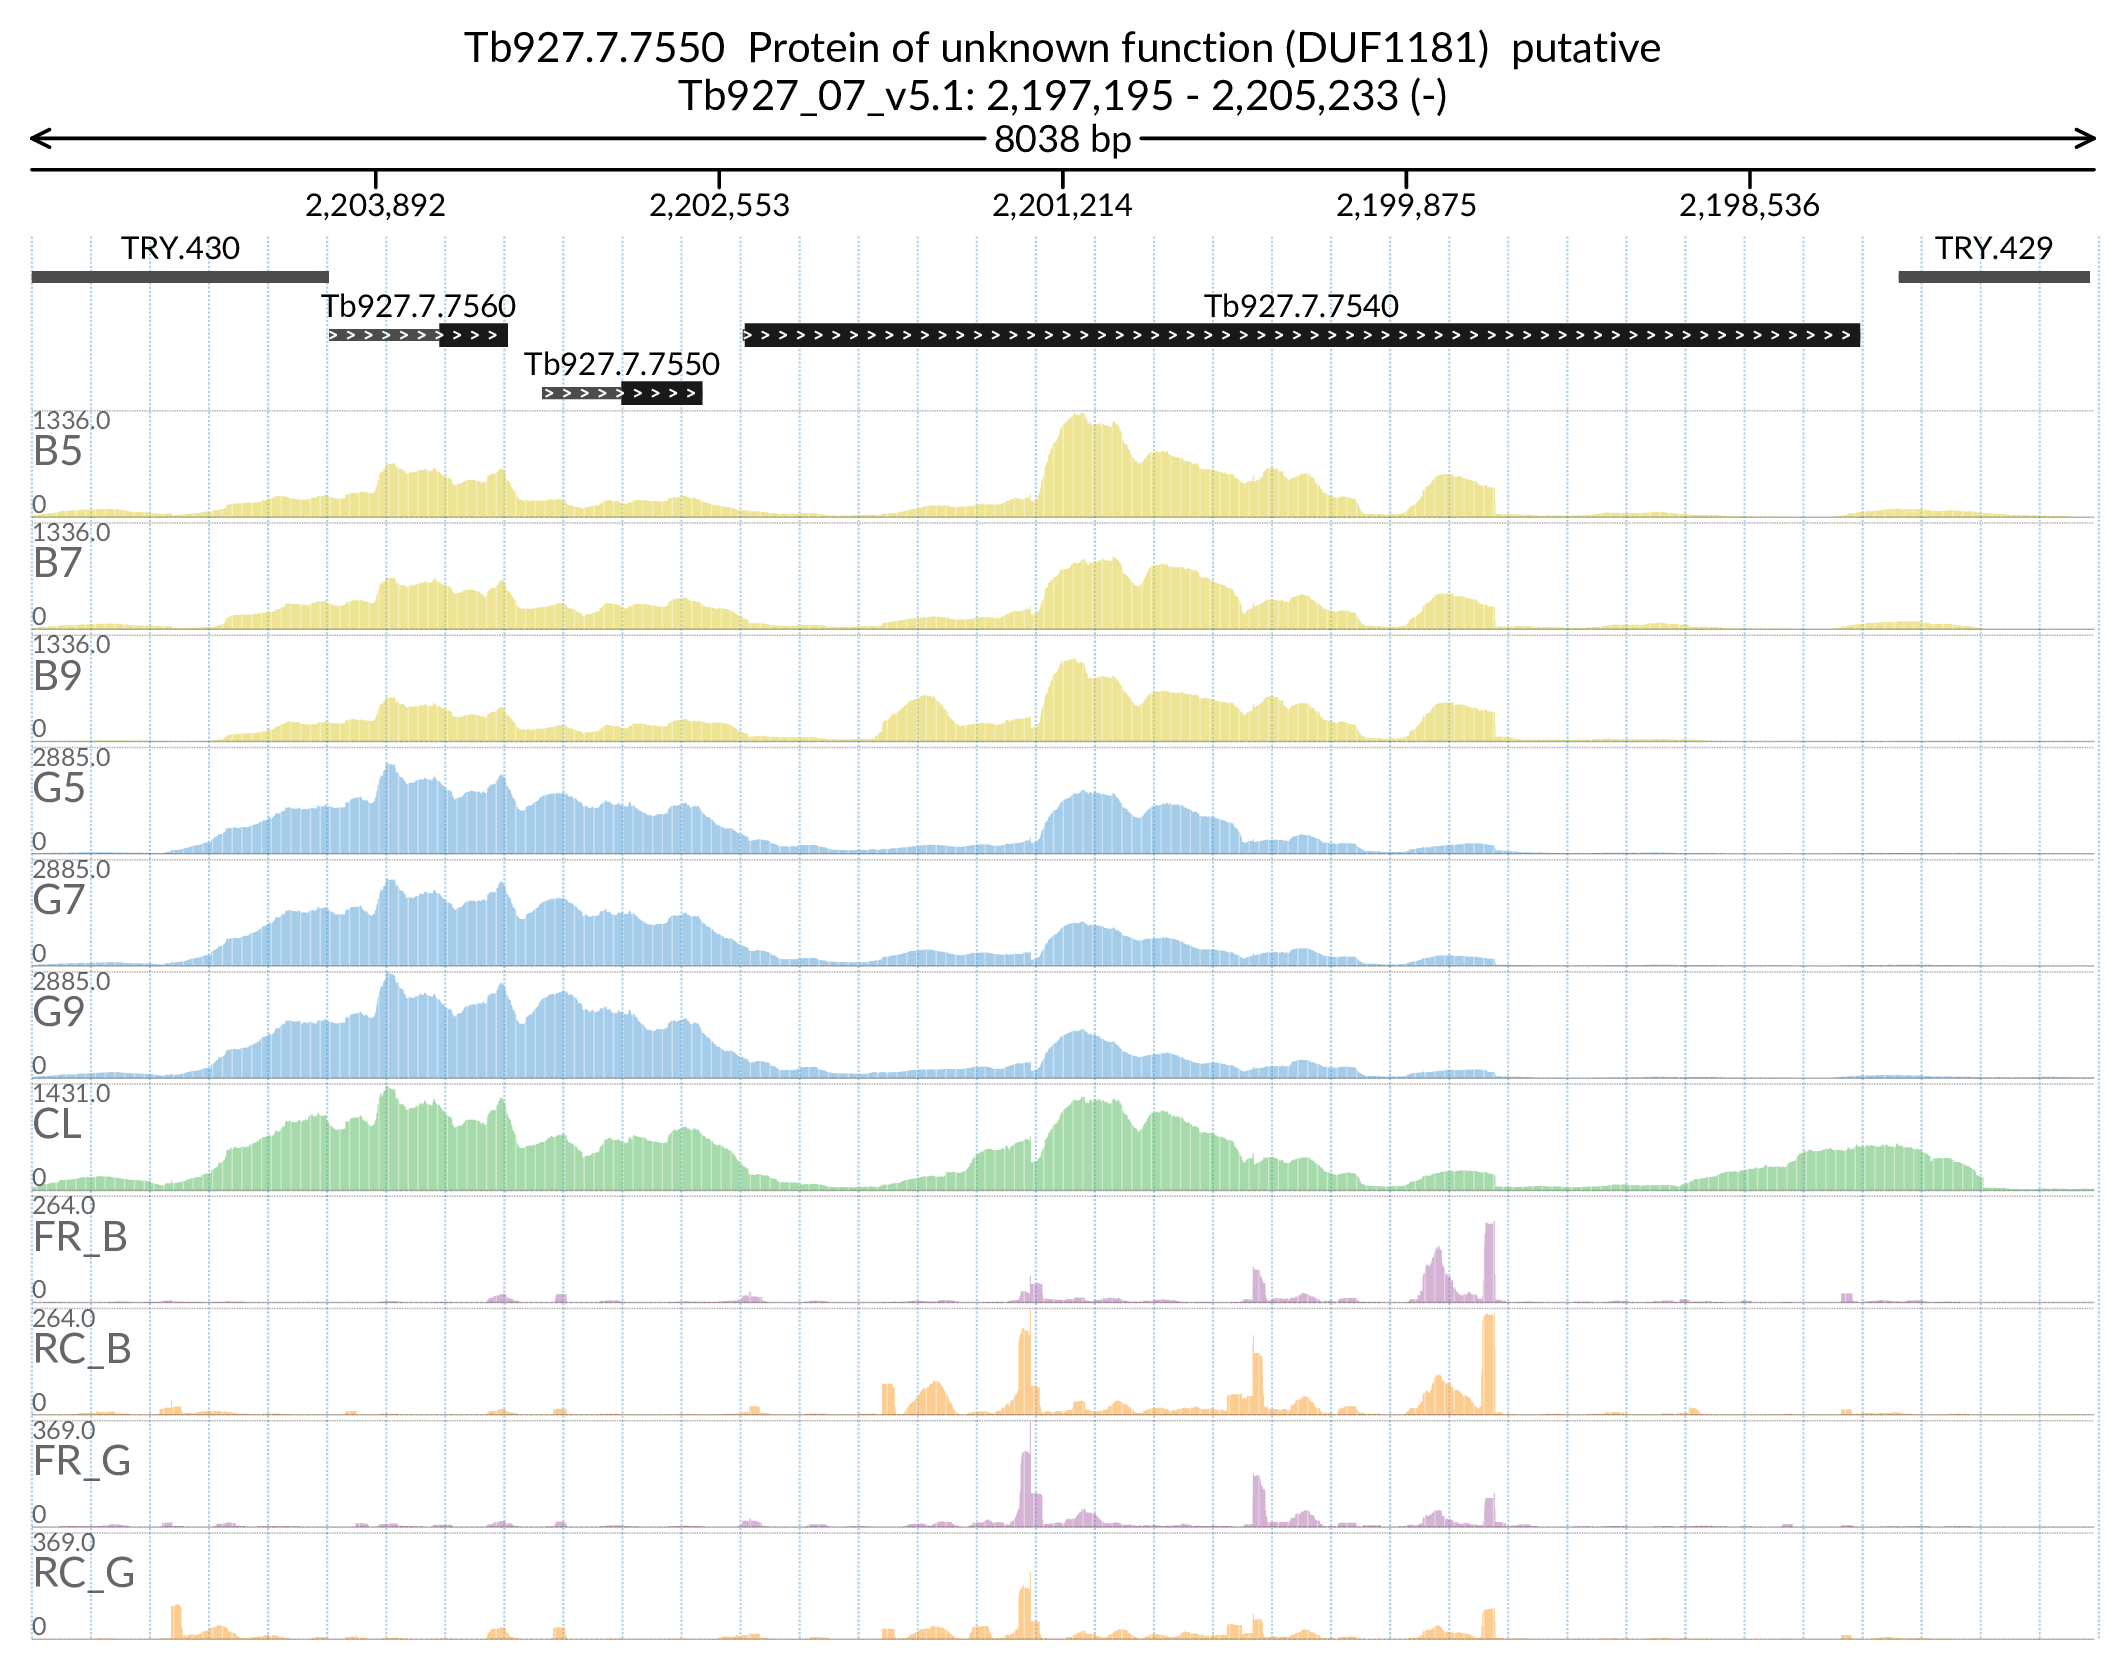 Tb927.7.7550  Protein of unknown function (DUF1181)  putative
Tb927_07_v5.1: 2,197,195 - 2,205,233 (-)
8038 bp
2,203,892 2,202,553 2,201,214 2,199,875 2,198,536
TRY.430 TRY.429
Tb927.7.7560 Tb927.7.7540
Tb927.7.7550
1336.0
B5
0
1336.0
B7
0
1336.0
B9
0
2885.0
G5
0
2885.0
G7
0
2885.0
G9
0
1431.0
CL
0
264.0
FR_B
0
264.0
RC_B
0
369.0
FR_G
0
369.0
RC_G
0